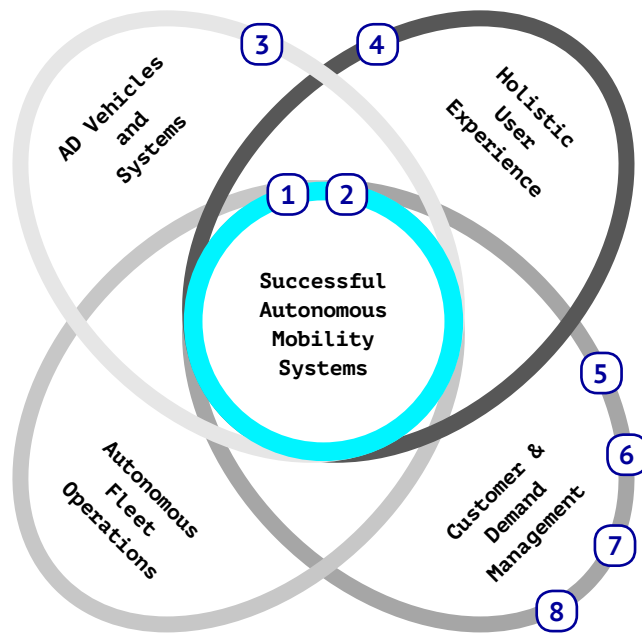 3
4
AD Vehicles
and
Systems
Holistic
User
Experience
1
2
Successful
Autonomous
Mobility
Systems
5
6
7
8
Autonomous
Fleet
Operations
Customer &
Demand
Management